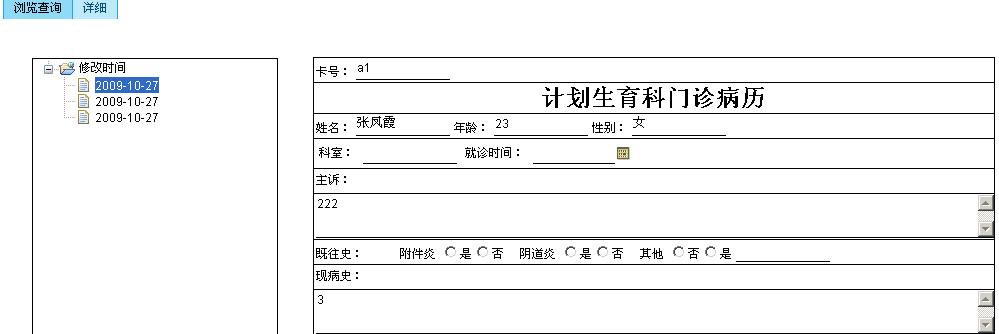 浏览查询 详细
修改时间
2009-10-27
2009-10-27
2009-10-27
卡号： a1
计划生育科门诊病历
姓名： 张凤霞 年龄： 23 性别： 女
科室： 就诊时间：
主诉：
222
既往史： 附件炎 是 否 阴道炎 是 否 其他 否 是
现病史：
3